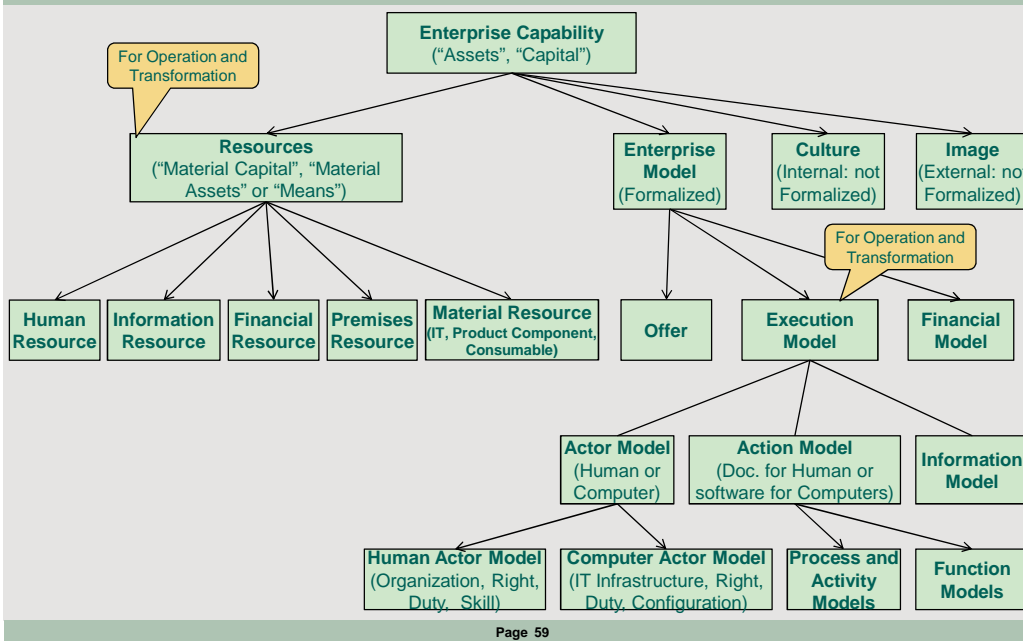 Enterprise Capability
(“Assets”, “Capital”)
For Operation and
Transformation
Resources
(“Material Capital”, “Material
Assets” or “Means”)
Enterprise
Model
(Formalized)
Culture
(Internal: not
Formalized)
Image
(External: not
Formalized)
For Operation and
Transformation
Human
Resource
Information
Resource
Financial
Resource
Premises
Resource
Material Resource
(IT, Product Component,
Consumable)
Offer
Execution
Model
Financial
Model
Actor Model
(Human or
Computer)
Action Model
(Doc. for Human or
software for Computers)
Information
Model
Human Actor Model
(Organization, Right,
Duty, Skill)
Computer Actor Model
(IT Infrastructure, Right,
Duty, Configuration)
Process and
Activity
Models
Function
Models
Page 59